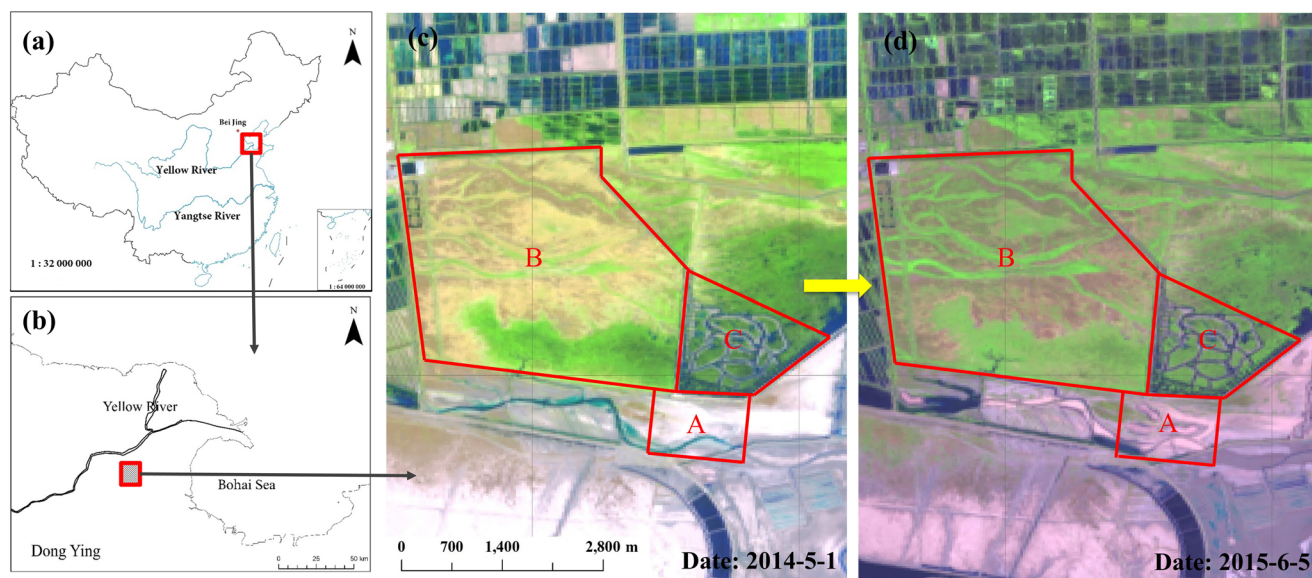 (a)
N
Bei Jing
Yellow River
Yangtse River
1 : 32 000 000
1 : 64 000 000
(b)
N
Yellow River
Bohai Sea
Dong Ying
0 25 50 km
(c)
B
C
A
0 700 1,400 2,800 m
Date: 2014-5-1
(d)
B
C
A
Date: 2015-6-5